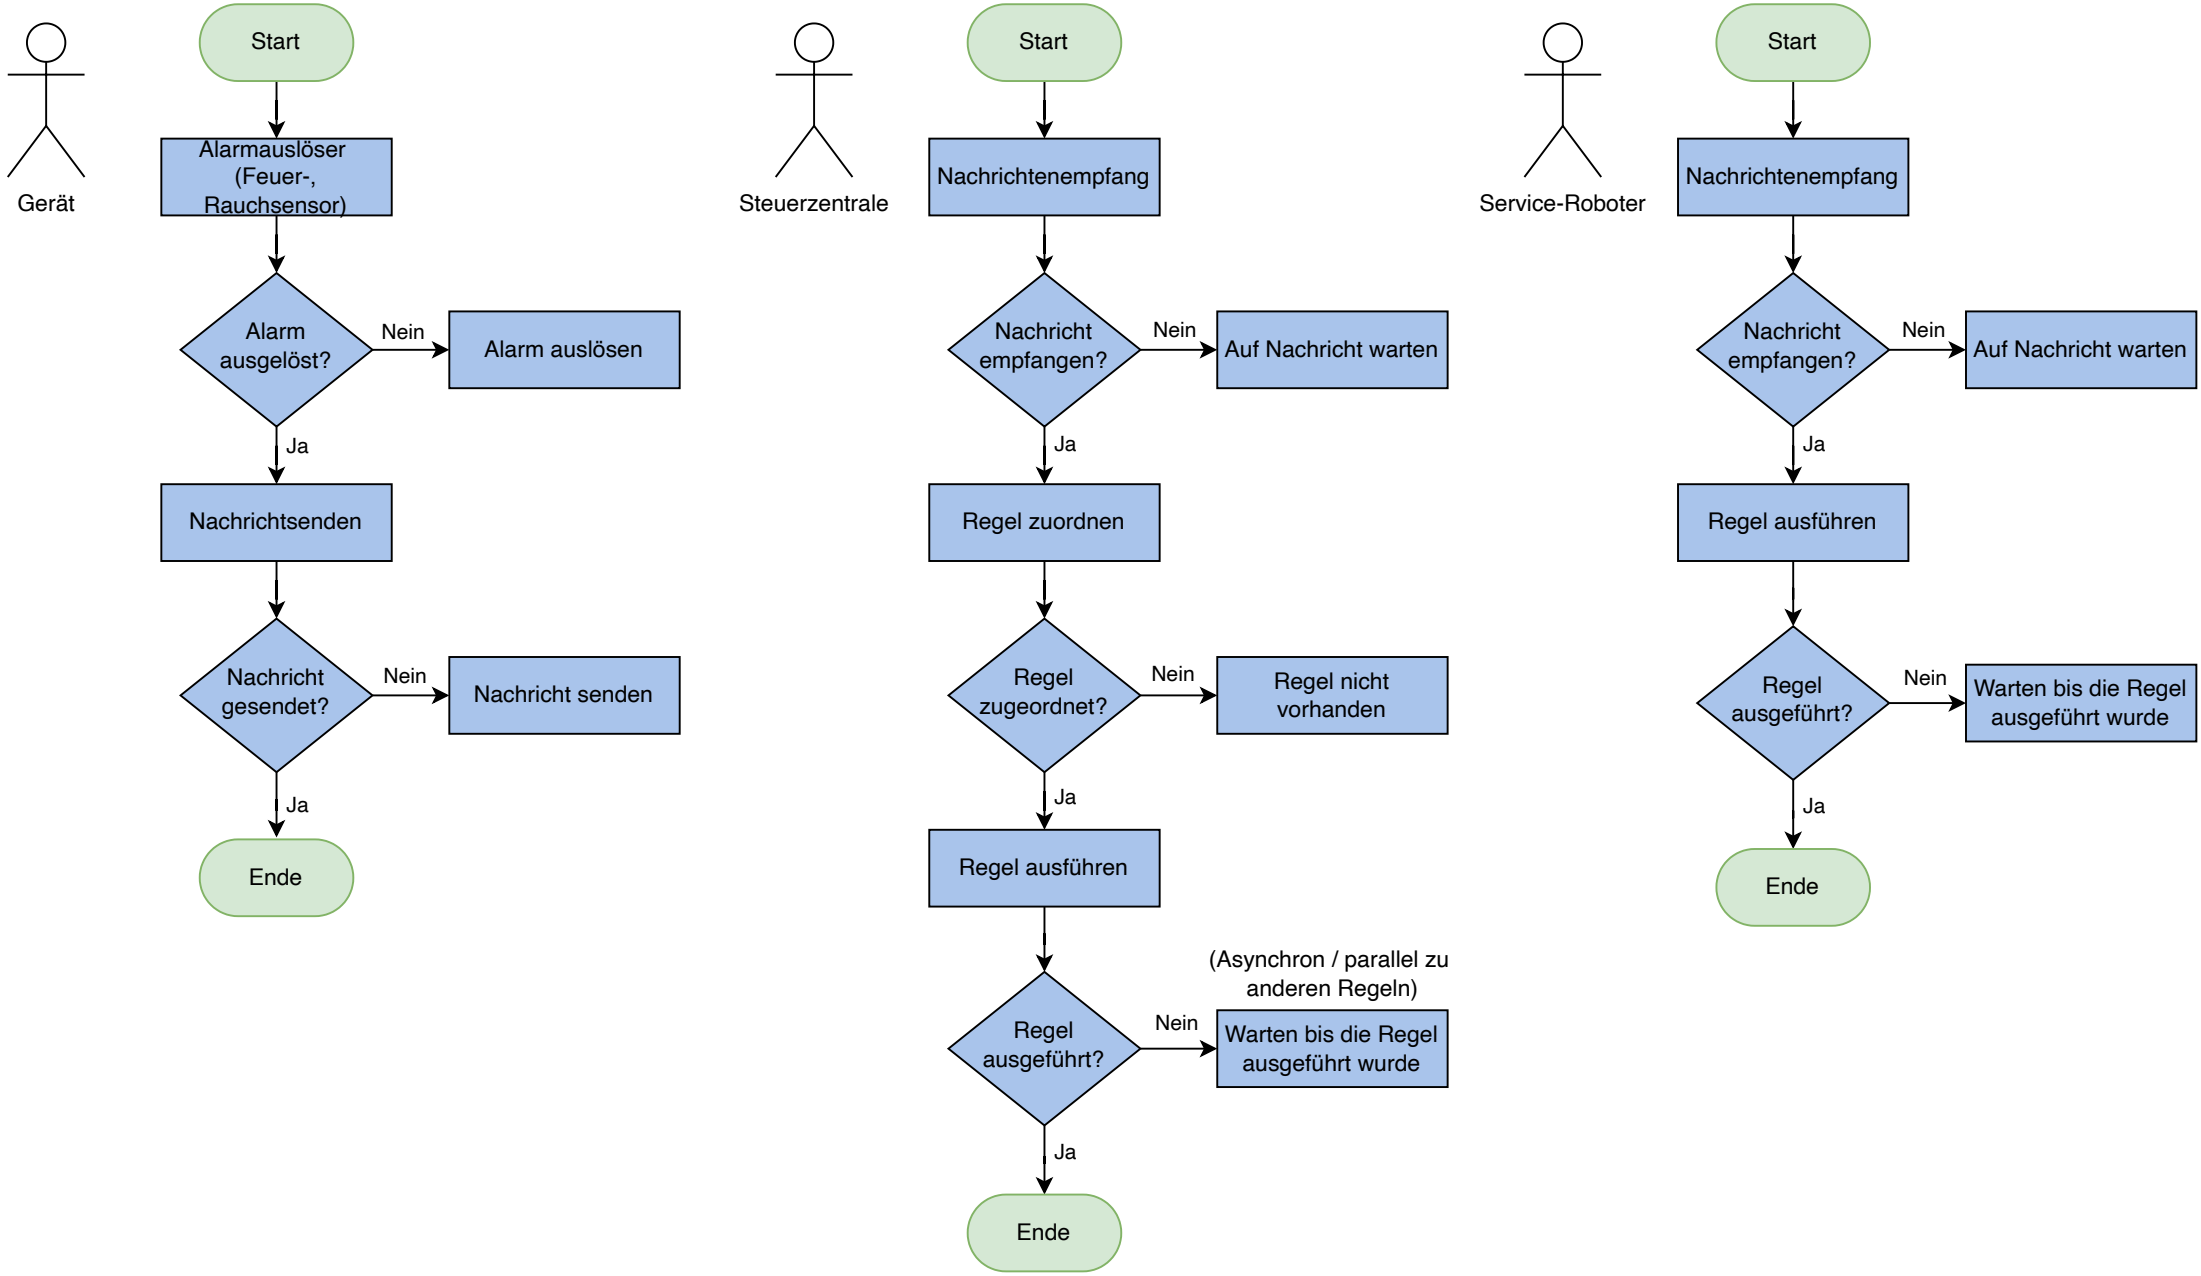 Gerät
Start
Alarmauslöser
(Feuer-,
Rauchsensor)
Alarm
ausgelöst?
Nein
Alarm auslösen
Ja
Nachrichtsenden
Nachricht
gesendet?
Nein
Nachricht senden
Ja
Ende
Steuerzentrale
Start
Nachrichtenempfang
Nachricht
empfangen?
Nein
Auf Nachricht warten
Ja
Regel zuordnen
Regel
zugeordnet?
Nein
Regel nicht
vorhanden
Ja
Regel ausführen
Regel
ausgeführt?
Nein
(Asynchron / parallel zu
anderen Regeln)
Warten bis die Regel
ausgeführt wurde
Ja
Ende
Service-Roboter
Start
Nachrichtenempfang
Nachricht
empfangen?
Nein
Auf Nachricht warten
Ja
Regel ausführen
Regel
ausgeführt?
Nein
Warten bis die Regel
ausgeführt wurde
Ja
Ende